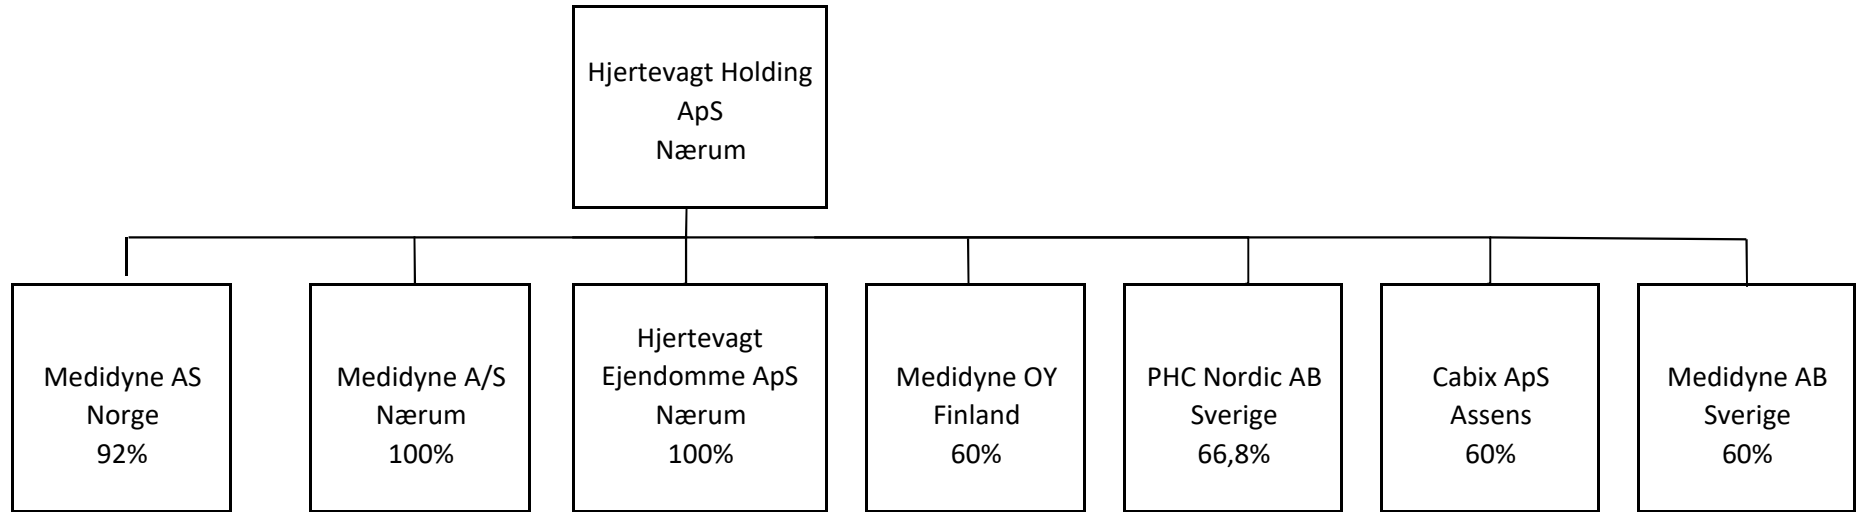 Hjertevagt Holding
ApS
Nærum
Medidyne AS
Norge
92%
Medidyne A/S
Nærum
100%
Hjertevagt
Ejendomme ApS
Nærum
100%
Medidyne OY
Finland
60%
PHC Nordic AB
Sverige
66,8%
Cabix ApS
Assens
60%
Medidyne AB
Sverige
60%